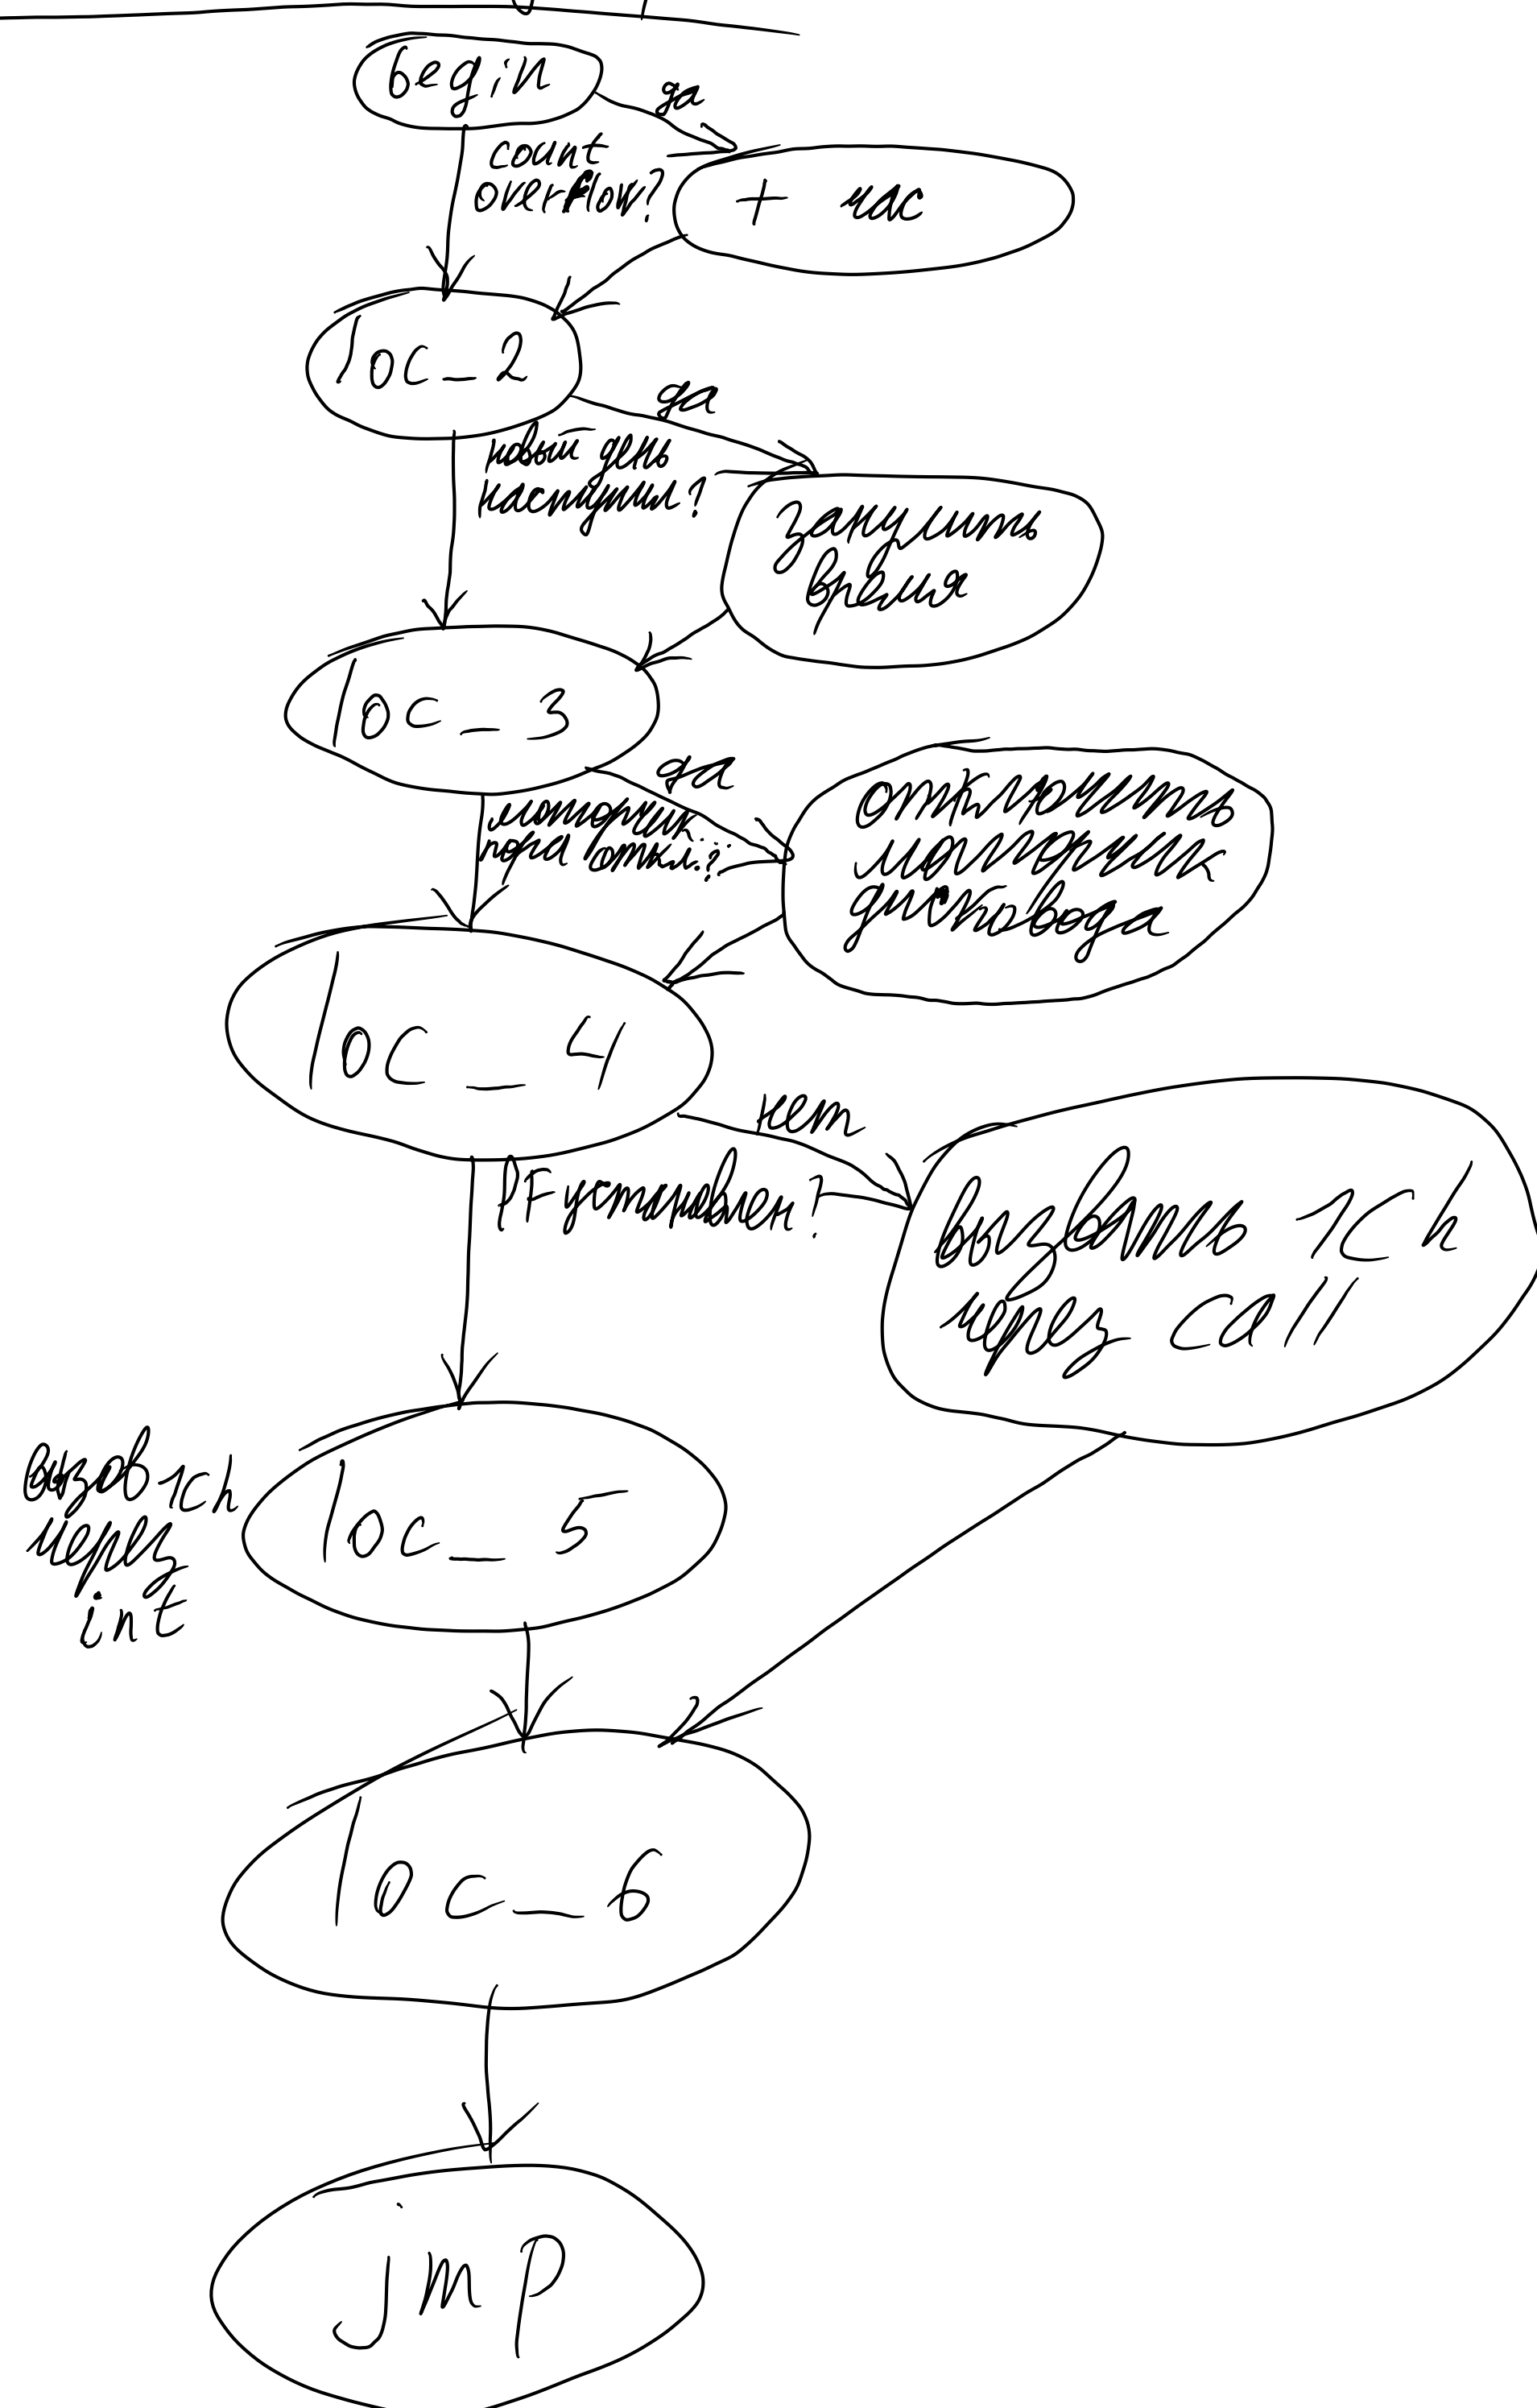 begin
да
count
overflow?
+ час
loc_2
да
новый день
наступил?
занулить
время
loc_3
да
моторчик
пора откл.?
отключить
моторчик
дисковода
loc_4
нет
PF установлен?
вызвать 1Ch
через call
вызов 1Ch
через
int
loc_5
loc_6
jmp